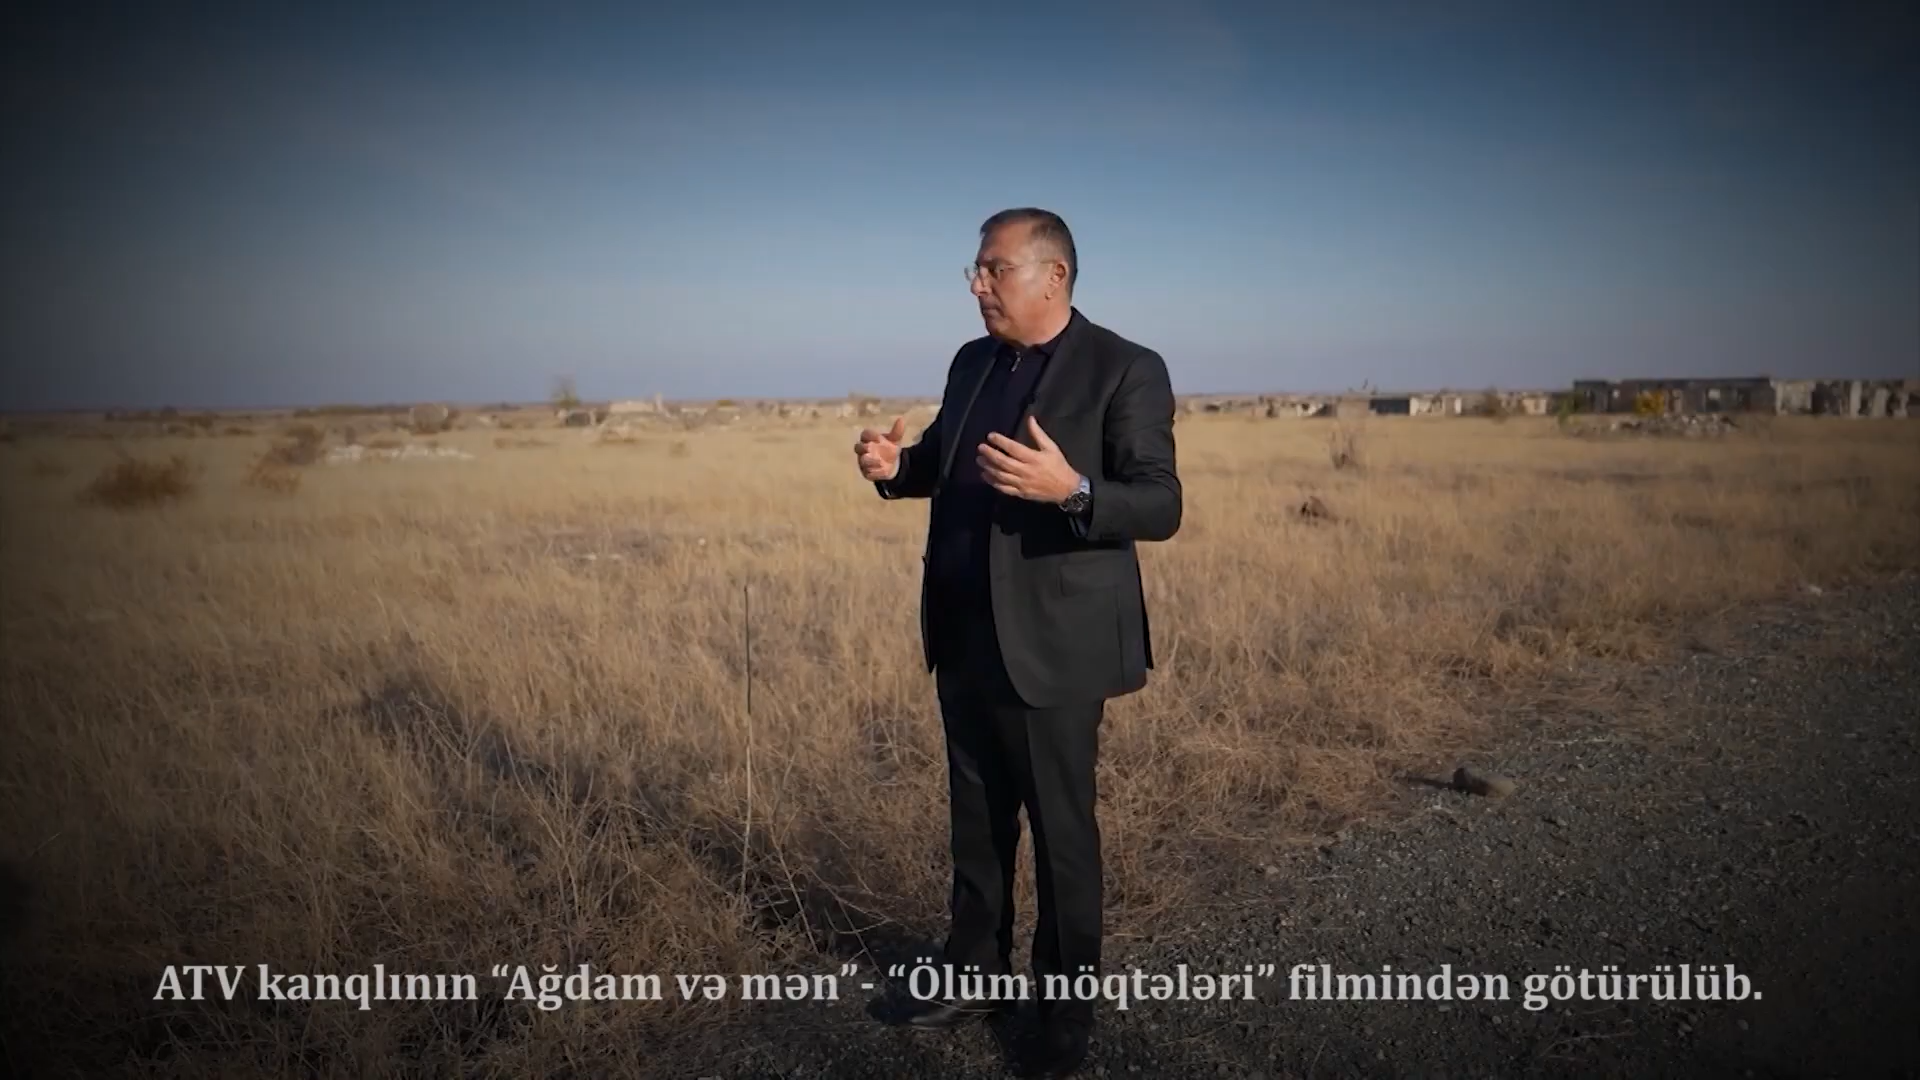 ATV kanqlının “Ağdam və mən”- “Ölüm nöqtələri” filmindən götürülüb.